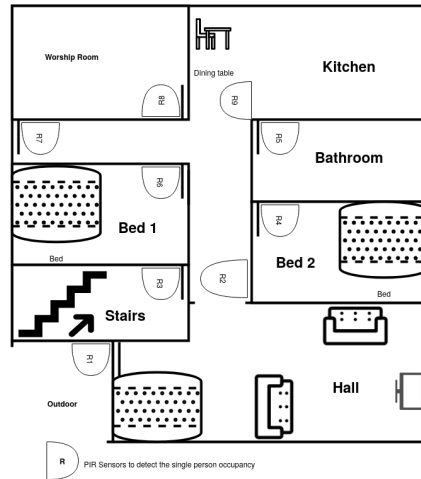 Worship Room
Kitchen
Dining table
R8
R9
R7
R5
Bathroom
R6
R4
Bed 1
Bed 2
Bed
R2
R3
Bed
Stairs
R1
Hall
Outdoor
R
PIR Sensors to detect the single person occupancy